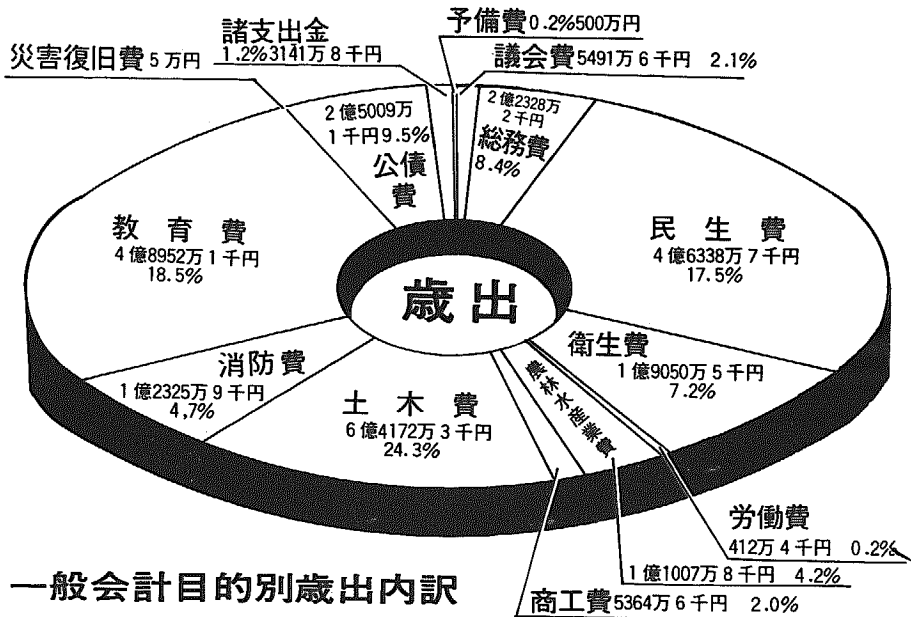 予備費0.2%500万円
諸支出金
1.2%3141万8千円
災害復旧費5万円
議会費5491万6千円 2.1%
2億5009万
1千円9.5%
公債
費
2億2328万
2千円
総務費
8.4%
教育費
4億8952万1千円
18.5%
民生費
4億6338万7千円
17.5%
歳出
消防費
1億2325万9千円
4,7%
土木費
6億4172万3千円
24.3%
農林水産業費
衛生費
1億9050万5千円
7.2%
労働費
412万4千円 0.2%
1億1007万8千円 4.2%
商工費5364万6千円 2.0%
一般会計目的別歳出内訳